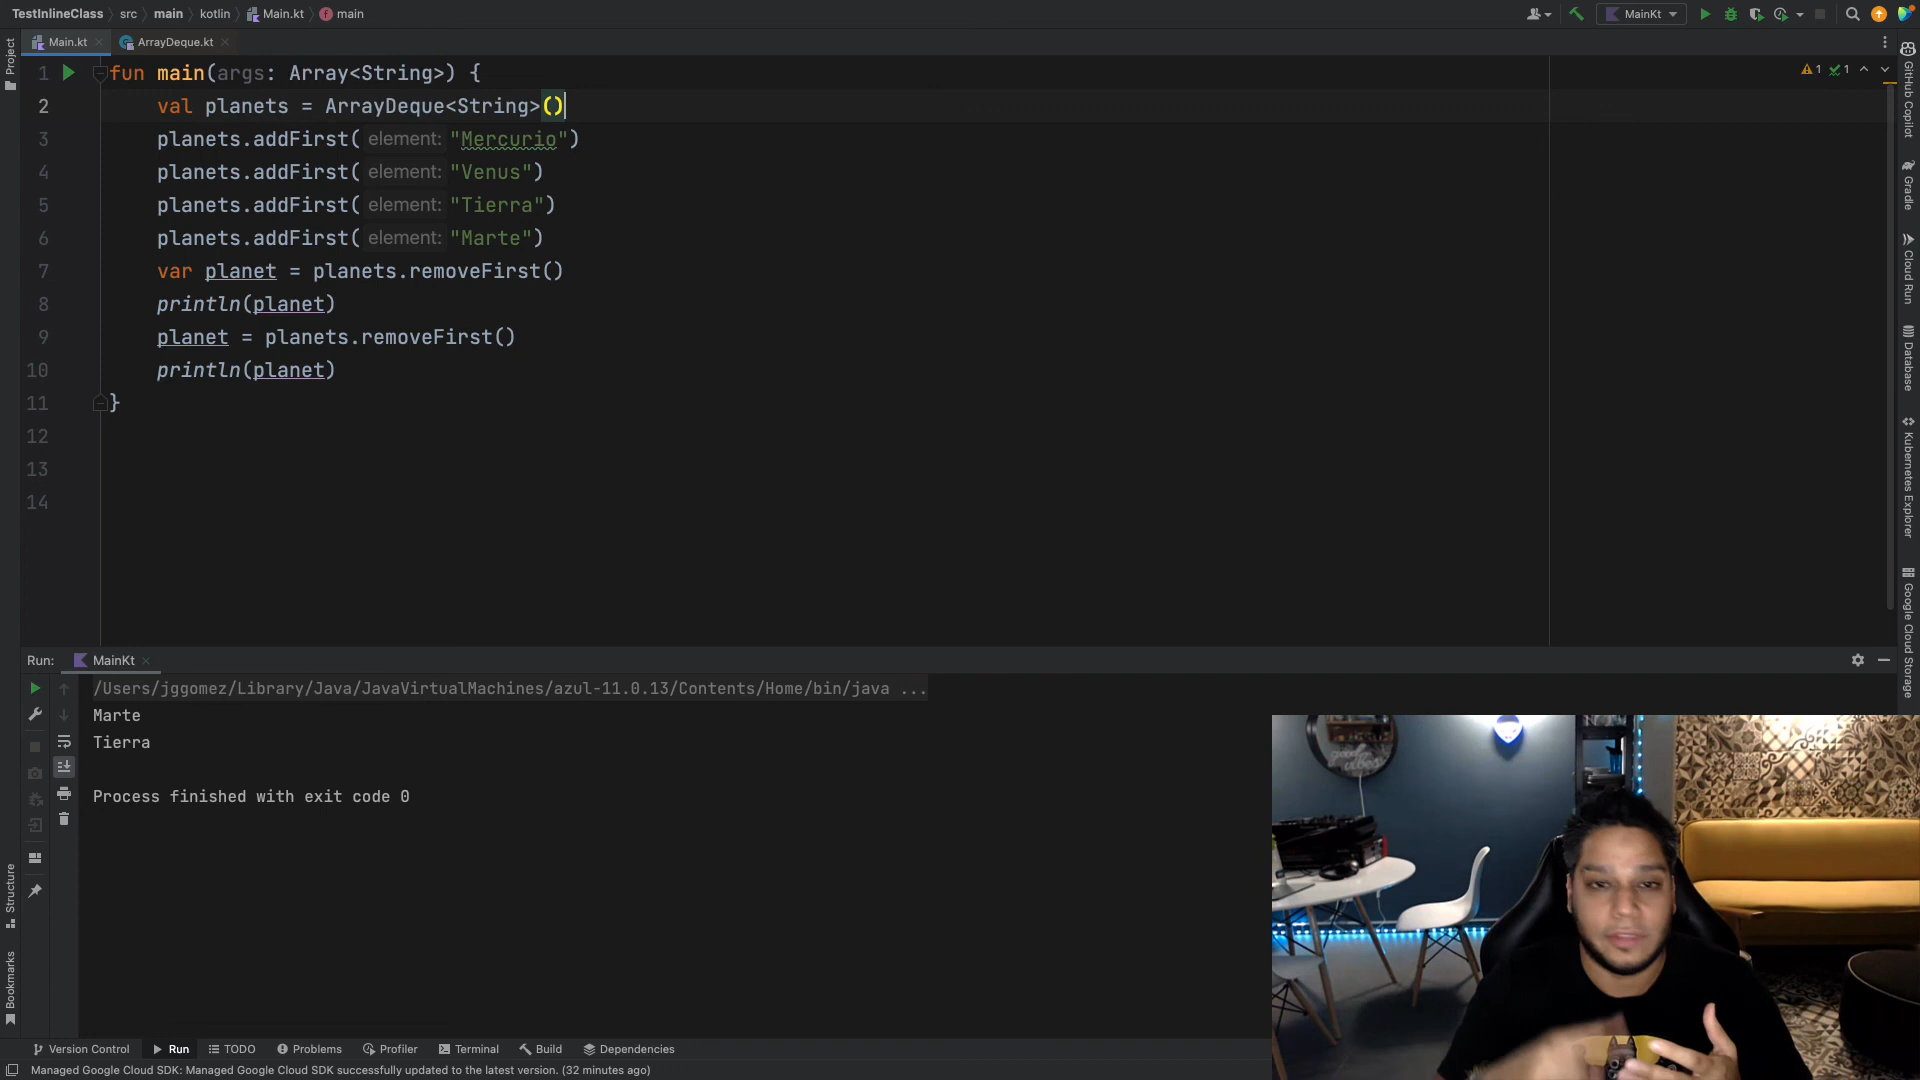 TestInlineClass src main kotlin Main.kt main
MainKt
Main.kt ArrayDeque.kt
Project
1 fun main(args: Array<String>) {
1 1
2 val planets = ArrayDeque<String>()
3 planets.addFirst( element: "Mercurio")
4 planets.addFirst( element: "Venus")
5 planets.addFirst( element: "Tierra")
6 planets.addFirst( element: "Marte")
7 var planet = planets.removeFirst()
8 println(planet)
9 planet = planets.removeFirst()
10 println(planet)
11 }
12
13
14
GitHub Copilot
Gradle
Cloud Run
Database
Kubernetes Explorer
Google Cloud Storage
Run: MainKt
/Users/jggomez/Library/Java/JavaVirtualMachines/azul-11.0.13/Contents/Home/bin/java ...
Marte
Tierra
Process finished with exit code 0
good vibes
Structure
Bookmarks
Version Control Run TODO Problems Profiler Terminal Build Dependencies
Managed Google Cloud SDK: Managed Google Cloud SDK successfully updated to the latest version. (32 minutes ago)